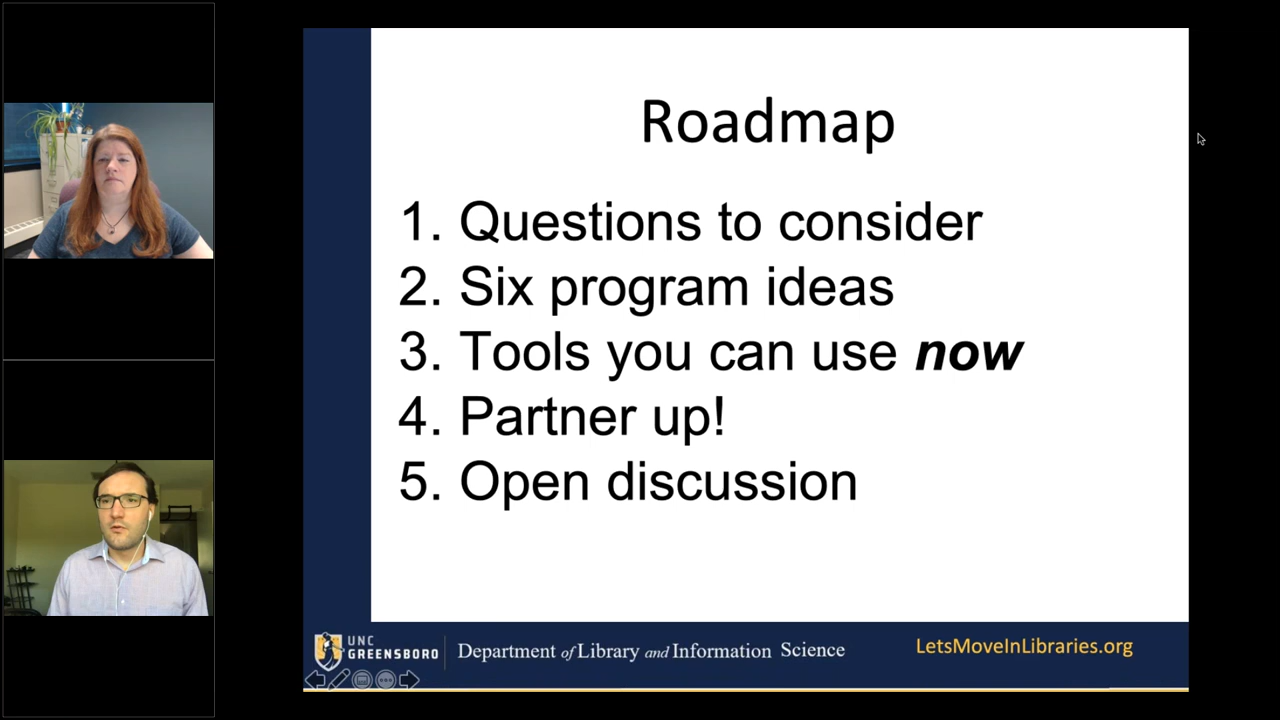 Roadmap
1. Questions to consider
2. Six program ideas
3. Tools you can use now
4. Partner up!
5. Open discussion
UNC
GREENSBORO
Department of Library and Information Science
LetsMoveInLibraries.org